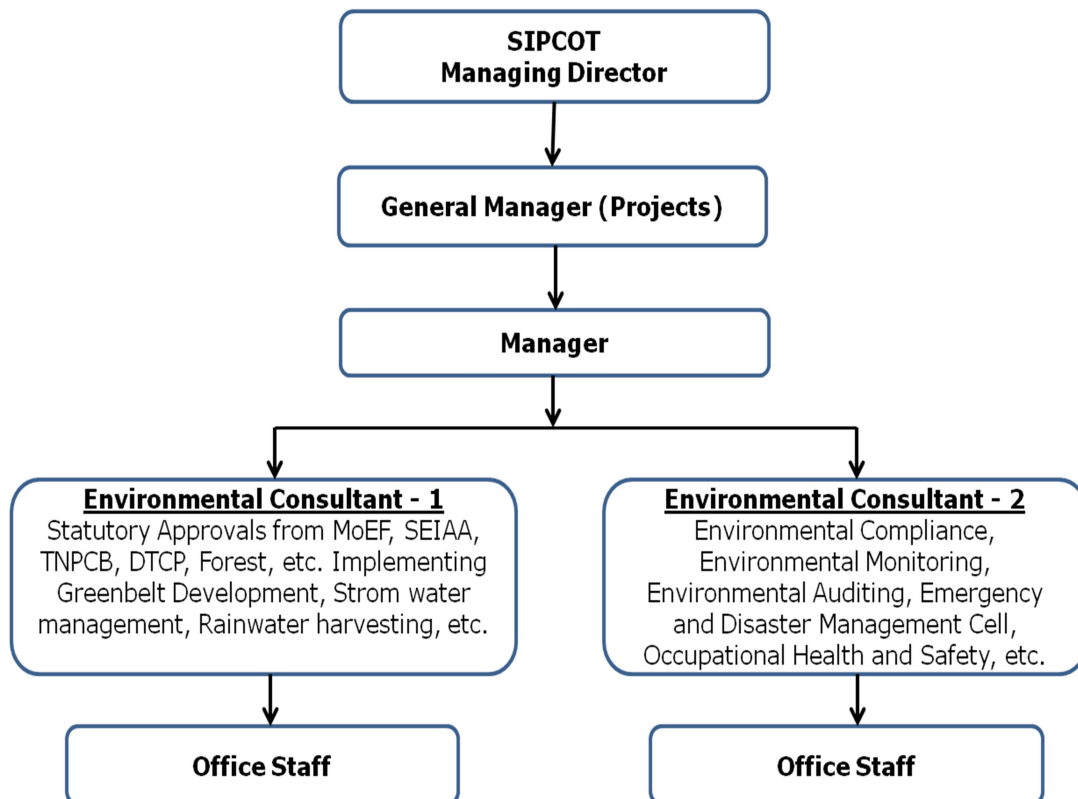 SIPCOT
Managing Director
General Manager (Projects)
Manager
Environmental Consultant - 1
Statutory Approvals from MoEF, SEIAA,
TNPCB, DTCP, Forest, etc. Implementing
Greenbelt Development, Strom water
management, Rainwater harvesting, etc.
Environmental Consultant - 2
Environmental Compliance,
Environmental Monitoring,
Environmental Auditing, Emergency
and Disaster Management Cell,
Occupational Health and Safety, etc.
Office Staff
Office Staff